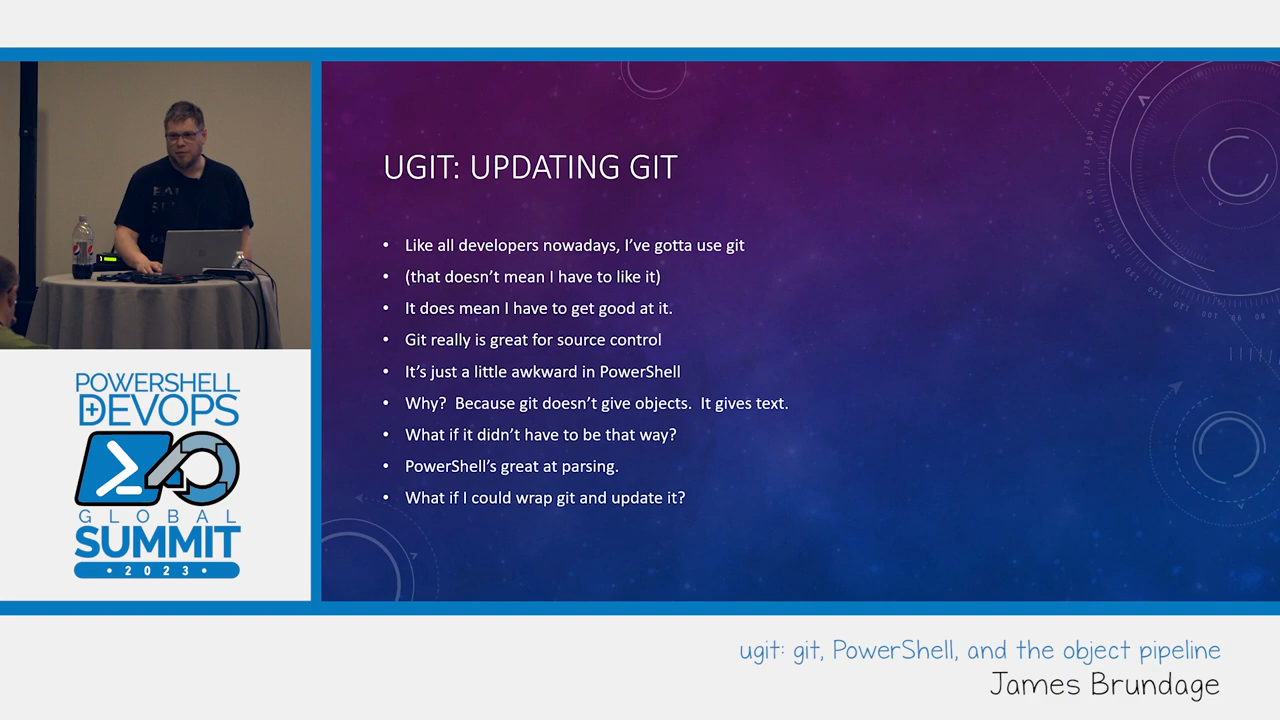 UGIT: UPDATING GIT
• Like all developers nowadays, I’ve gotta use git
• (that doesn’t mean I have to like it)
• It does mean I have to get good at it.
• Git really is great for source control
• It’s just a little awkward in PowerShell
• Why?  Because git doesn’t give objects.  It gives text.
• What if it didn’t have to be that way?
• PowerShell’s great at parsing.
• What if I could wrap git and update it?
POWERSHELL
+DEVOPS
GLOBAL
SUMMIT
• 2023 •
ugit: git, PowerShell, and the object pipeline
James Brundage